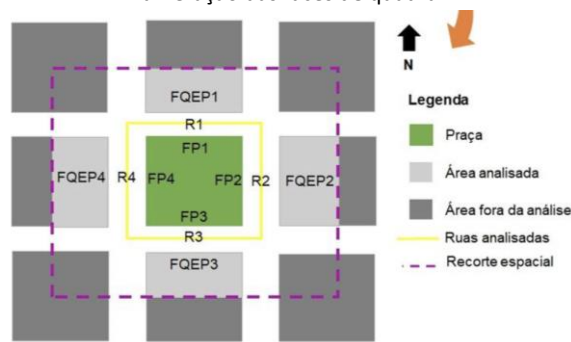 FQEP1
R1
FP1
FQEP4 R4 FP4 FP2 R2 FQEP2
FP3
R3
FQEP3
N
Legenda
Praça
Área analisada
Área fora da análise
Ruas analisadas
Recorte espacial